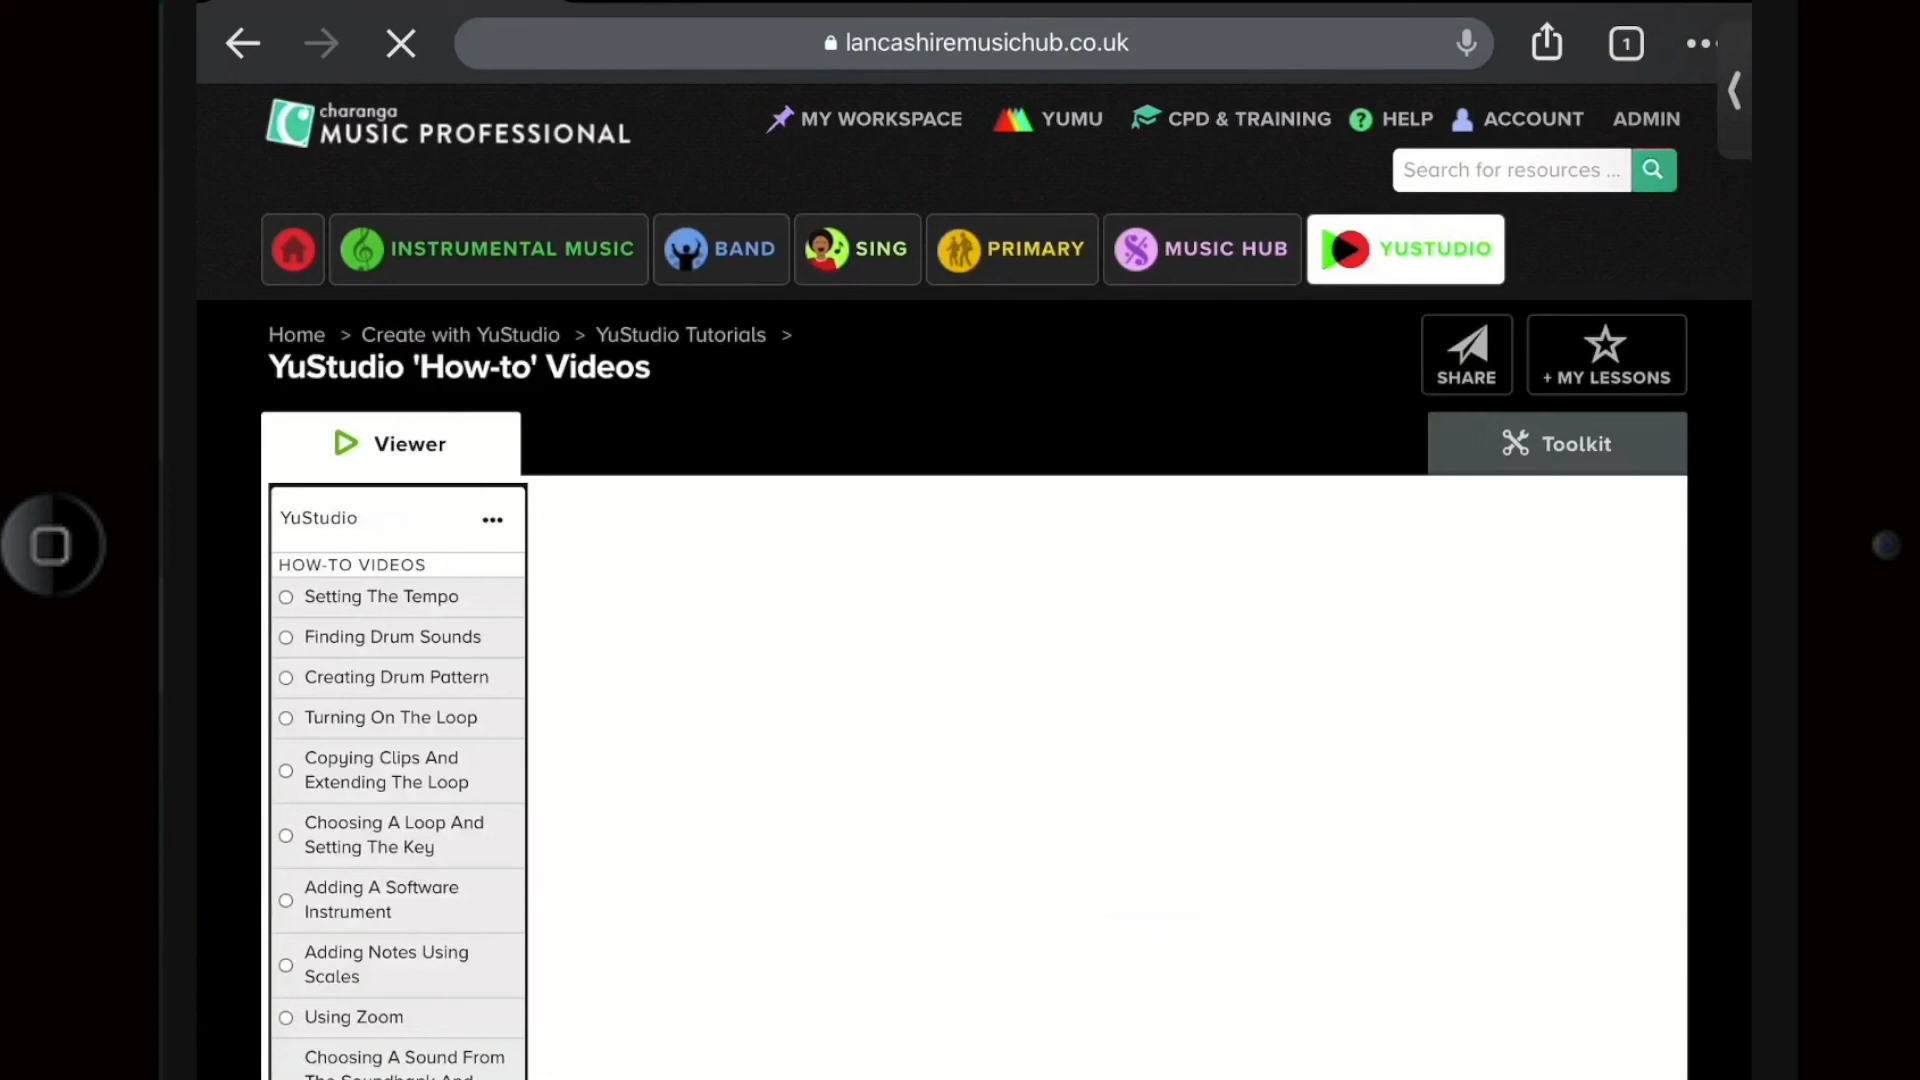 lancashiremusichub.co.uk
1
charanga
MUSIC PROFESSIONAL
MY WORKSPACE
YUMU
CPD & TRAINING
? HELP
ACCOUNT
ADMIN
Search for resources ...
INSTRUMENTAL MUSIC
BAND
SING
PRIMARY
MUSIC HUB
YUSTUDIO
Home > Create with YuStudio > YuStudio Tutorials >
YuStudio 'How-to' Videos
SHARE
+ MY LESSONS
Viewer
Toolkit
YuStudio
HOW-TO VIDEOS
Setting The Tempo
Finding Drum Sounds
Creating Drum Pattern
Turning On The Loop
Copying Clips And
Extending The Loop
Choosing A Loop And
Setting The Key
Adding A Software
Instrument
Adding Notes Using
Scales
Using Zoom
Choosing A Sound From
The Soundbank And